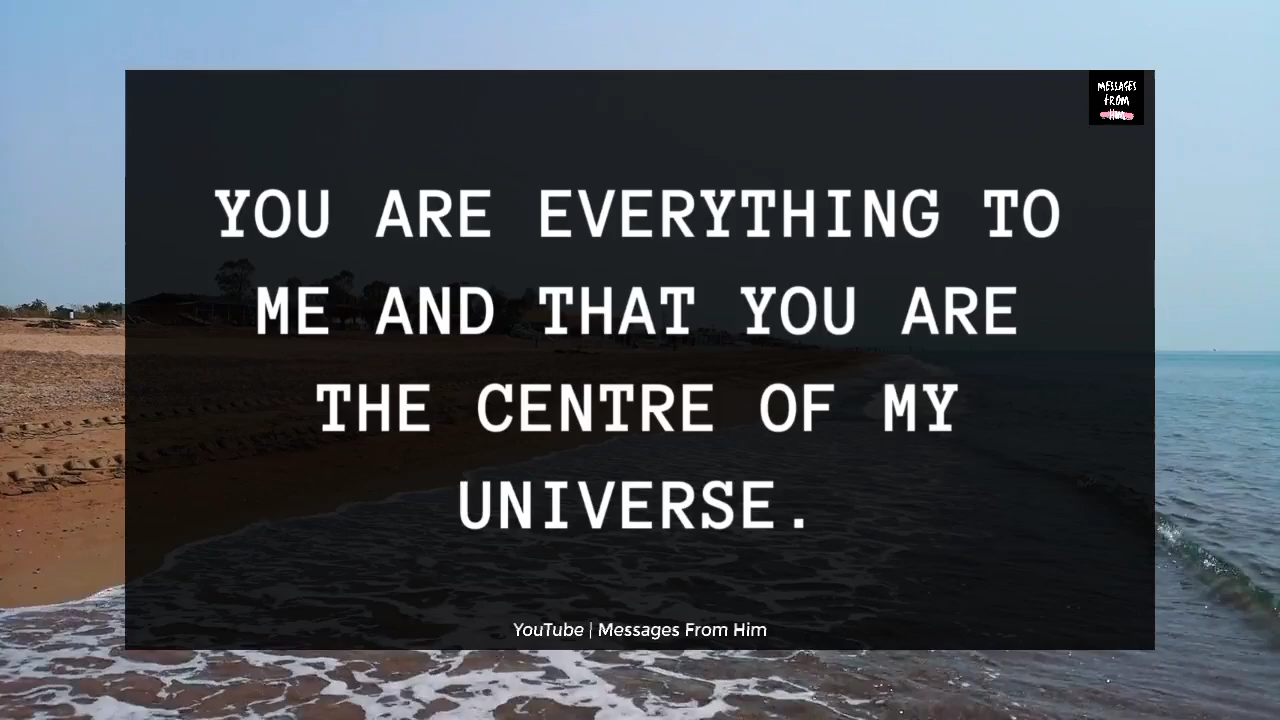 MESSAGES
FROM
HIM
YOU ARE EVERYTHING TO
ME AND THAT YOU ARE
THE CENTRE OF MY
UNIVERSE.
YouTube | Messages From Him